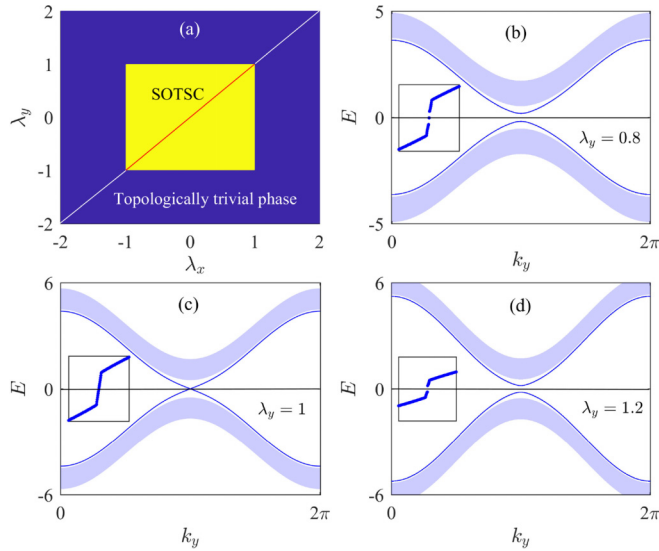 (a)
2
1
0
-1
-2
λy
SOTSC
Topologically trivial phase
-2 -1 0 1 2
λx
(b)
5
0
-5
E
λy = 0.8
0 2π
ky
(c)
6
0
-6
E
λy = 1
0 2π
ky
(d)
6
0
-6
E
λy = 1.2
0 2π
ky